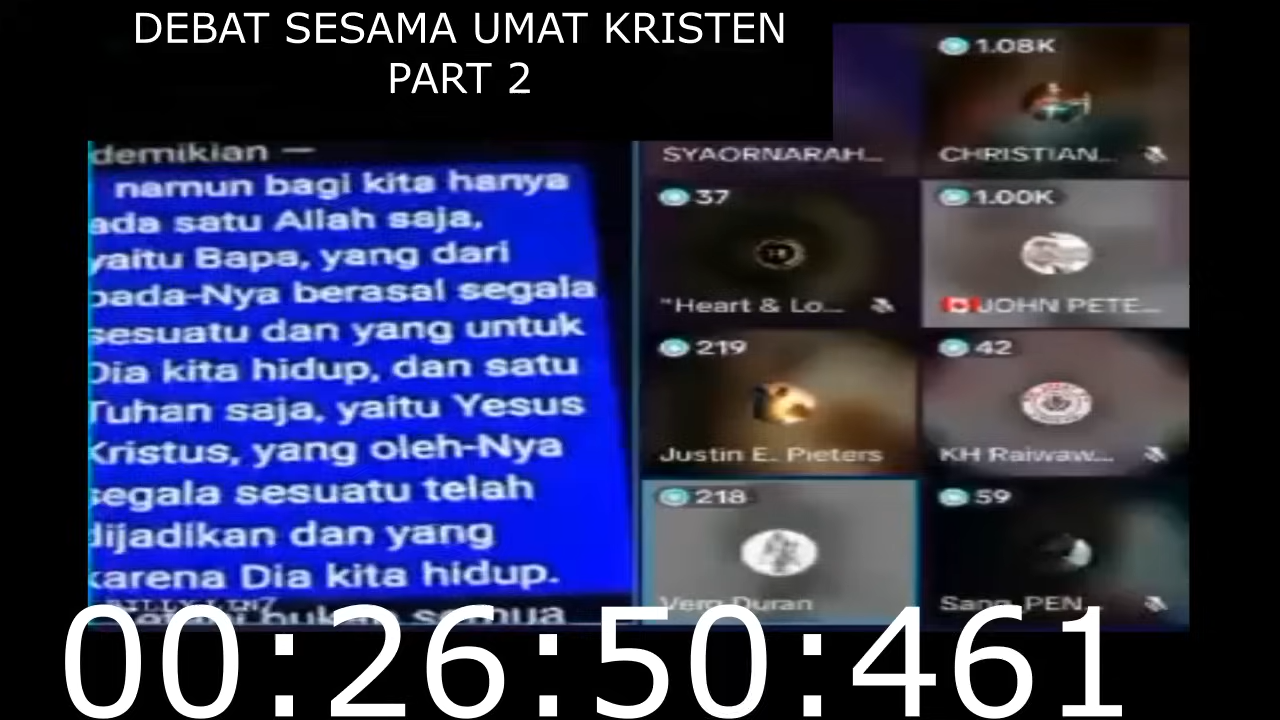 DEBAT SESAMA UMAT KRISTEN
PART 2
demikian —
namun bagi kita hanya
ada satu Allah saja,
yaitu Bapa, yang dari
pada-Nya berasal segala
sesuatu dan yang untuk
Dia kita hidup, dan satu
Tuhan saja, yaitu Yesus
Kristus, yang oleh-Nya
segala sesuatu telah
dijadikan dan yang
karena Dia kita hidup.
bukan semua
1.08K
SYAORNARAH...
CHRISTIAN...
37
1.00K
"Heart & Lo...
JOHN PETE...
219
42
Justin E. Pieters
KH Raiwaw...
218
59
Vero Duran
Sang_PEN
00:26:50:461